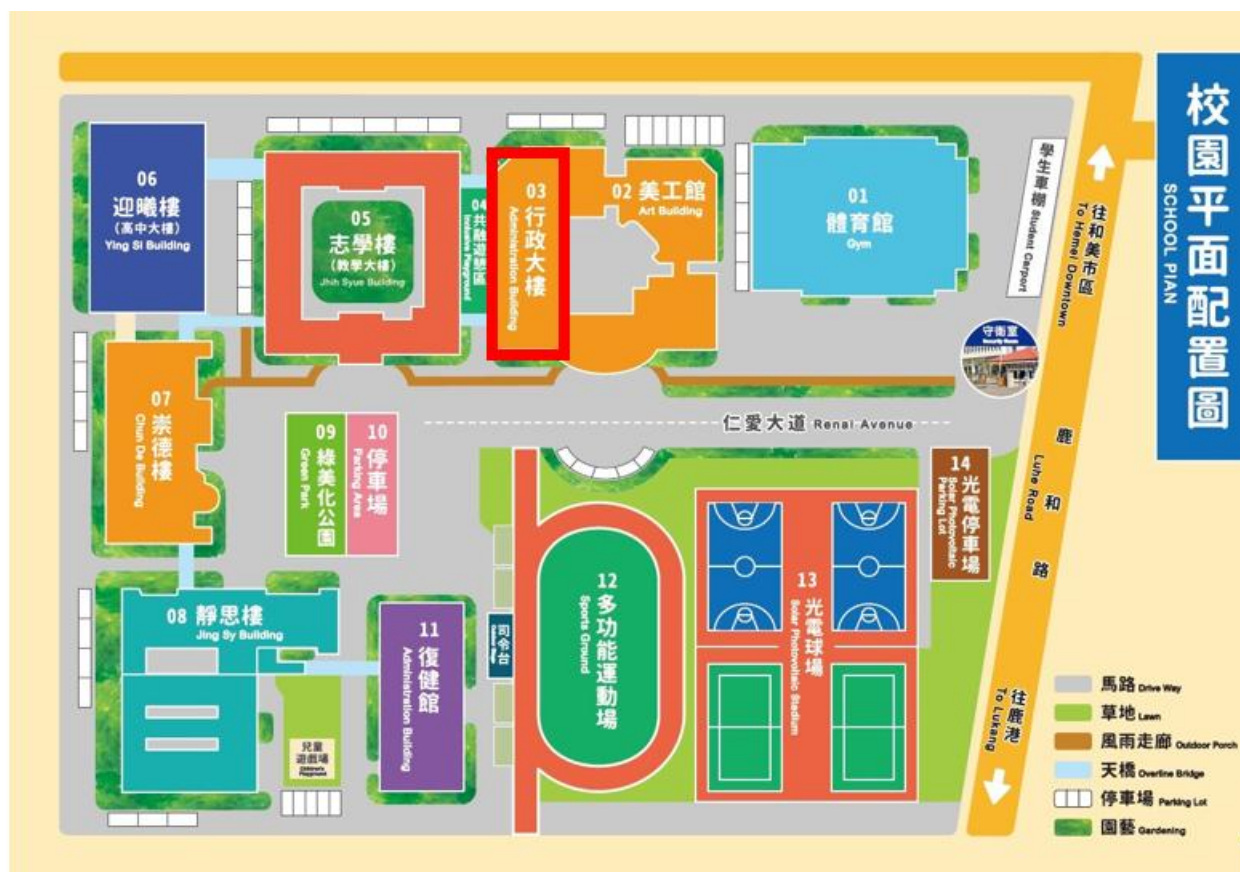 校園平面配置圖
SCHOOL PlAN
06
迎曦樓
(高中大樓)
Ying Si Building
05
志學樓
(教學大樓)
Jhih Syue Building
04
共融遊憩區
Inclusive Playground
03
行政大樓
Administration Building
02 美工館
Art Building
01
體育館
Gym
學生車棚 Student Carport
往和美市區
To Hemei Downtown
守衛室
Security Room
07
崇德樓
Chun De Building
09
綠美化公園
Green Park
10
停車場
Parking Area
仁愛大道 Renai Avenue
鹿和路
Luhe Road
14
光電停車場
Solar Photovoltaic
Parking Lot
08 靜思樓
Jing Sy Building
11
復健館
Administration Building
司令台
12
多功能運動場
Sports Ground
13
光電球場
Solar Photovoltaic Stadium
兒童
遊戲場
Children's
Playground
往鹿港
To Lukang
馬路 Drive Way
草地 Lawn
風雨走廊 Outdoor Porch
天橋 Overline Bridge
停車場 Parking Lot
園藝 Gardening